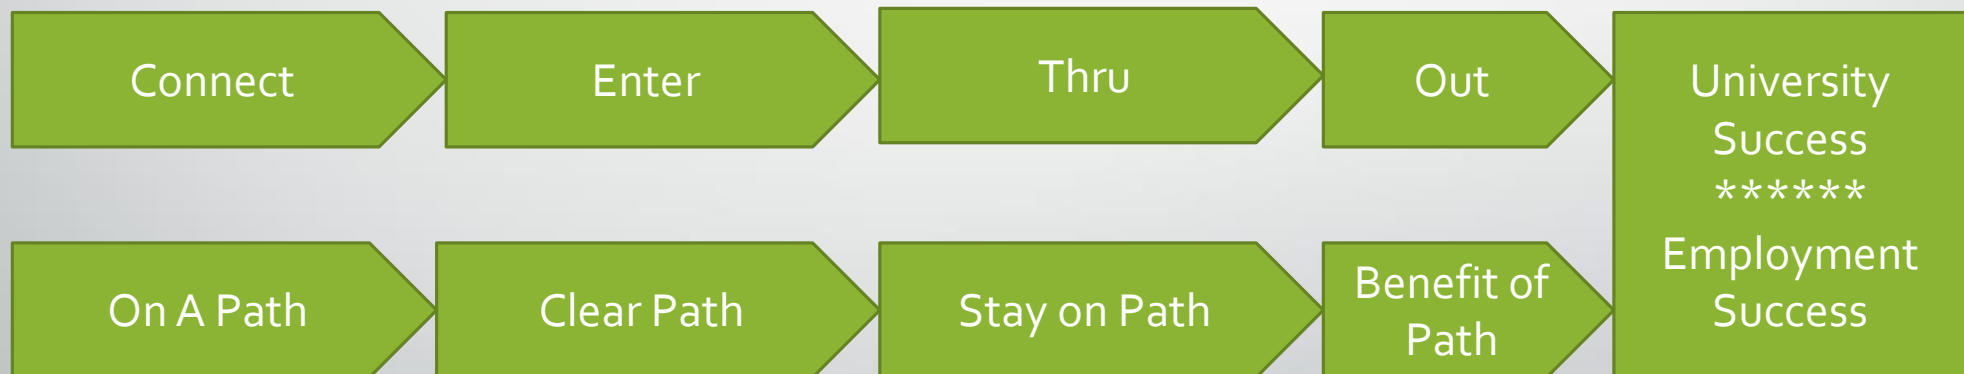 Connect
Enter
Thru
Out
University
Success
******
Employment
Success
On A Path
Clear Path
Stay on Path
Benefit of
Path